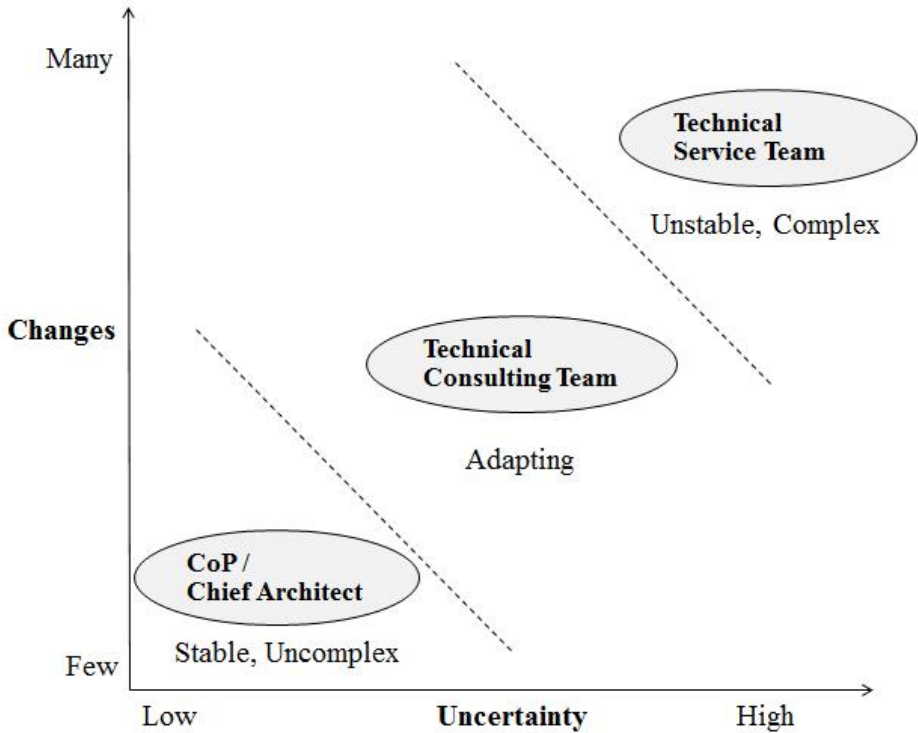 Many
Technical
Service Team
Unstable, Complex
Changes
Technical
Consulting Team
Adapting
CoP /
Chief Architect
Stable, Uncomplex
Few
Low
Uncertainty
High